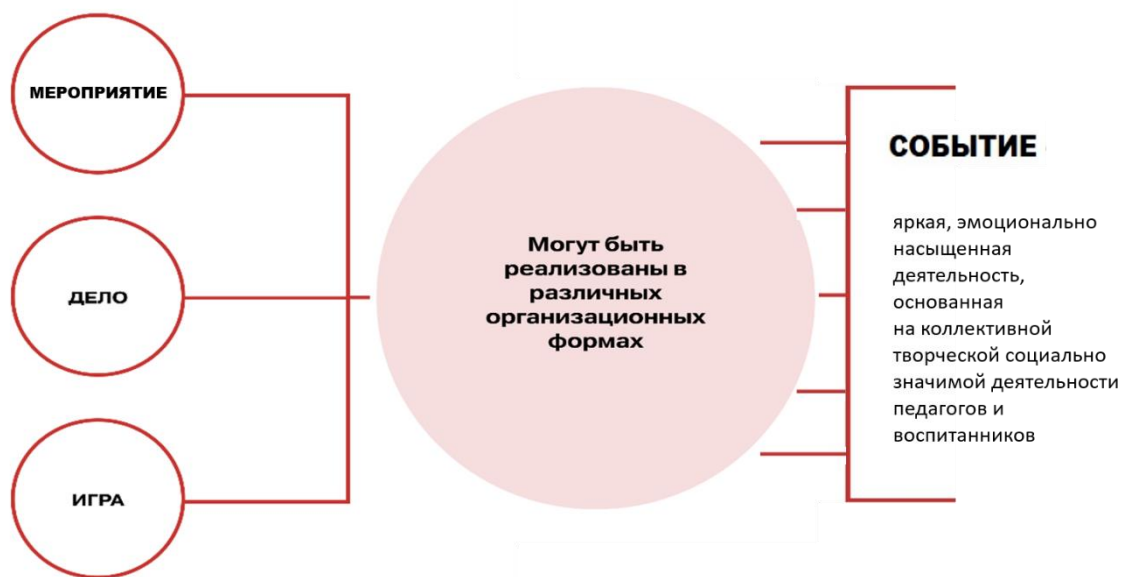 МЕРОПРИЯТИЕ
ДЕЛО
ИГРА
Могут быть
реализованы в
различных
организационных
формах
СОБЫТИЕ
яркая, эмоционально
насыщенная
деятельность,
основанная
на коллективной
творческой социально
значимой деятельности
педагогов и
воспитанников